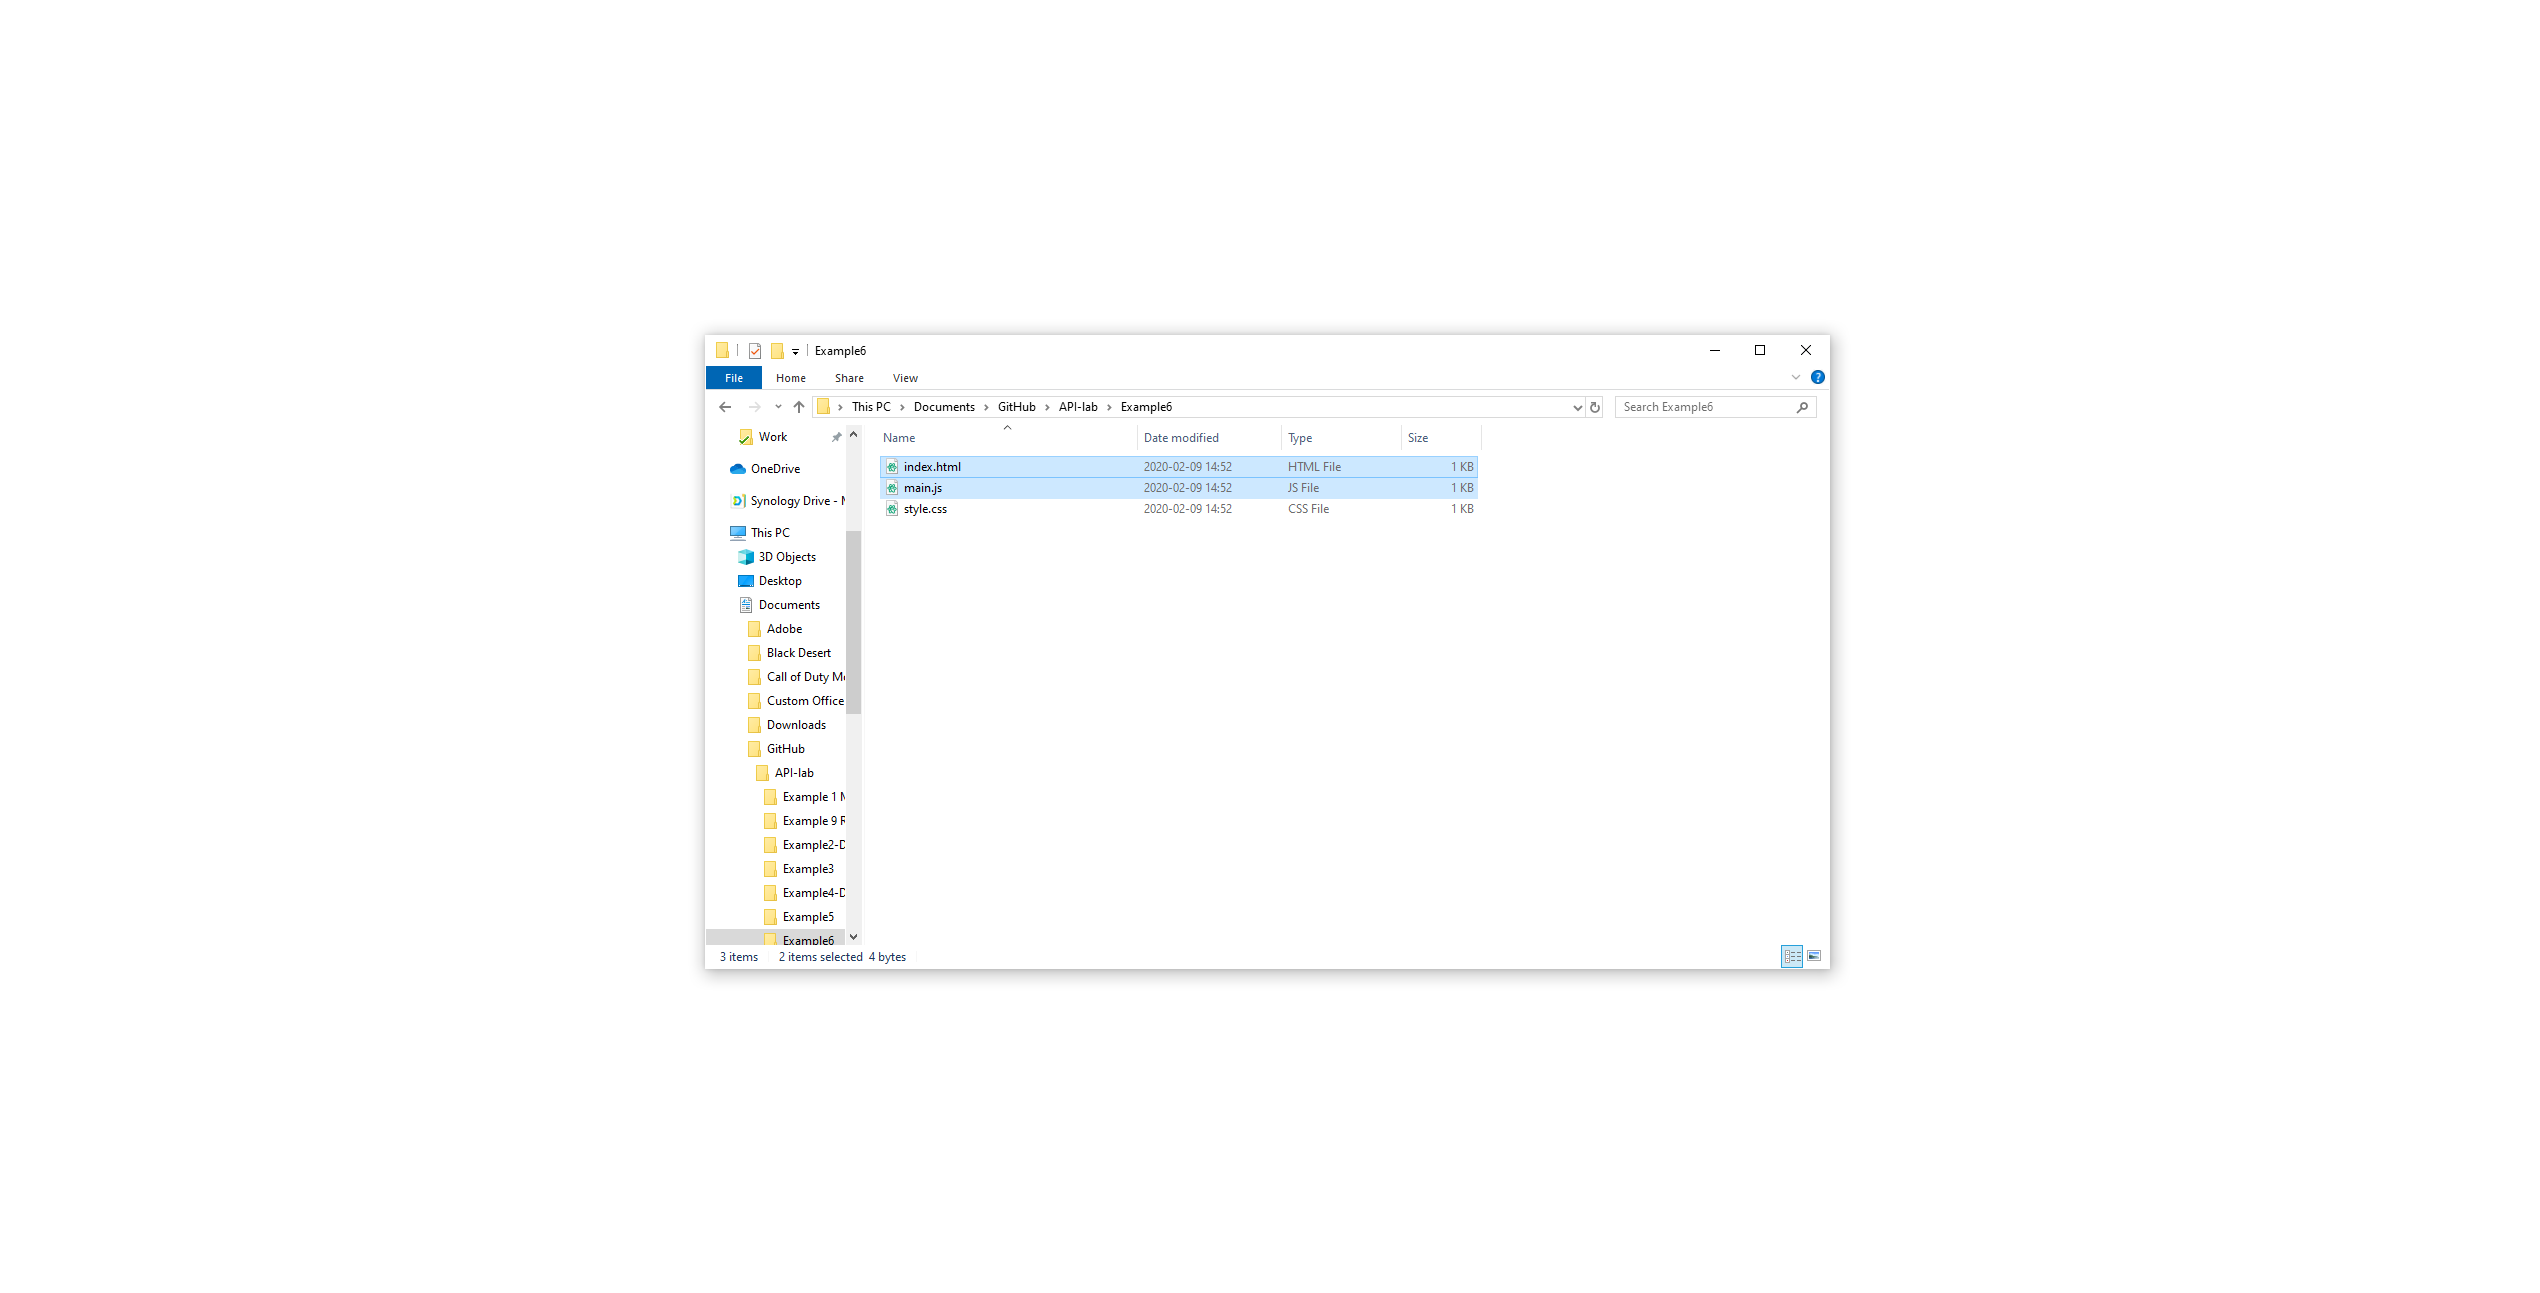 Example6
File Home Share View
This PC Documents GitHub API-lab Example6
Search Example6
Work
OneDrive
Synology Drive -
This PC
3D Objects
Desktop
Documents
Adobe
Black Desert
Call of Duty
Custom Office
Downloads
GitHub
API-lab
Example 1
Example 9
Example2-D
Example3
Example4-D
Example5
Example6
Name Date modified Type Size
index.html 2020-02-09 14:52 HTML File 1 KB
main.js 2020-02-09 14:52 JS File 1 KB
style.css 2020-02-09 14:52 CSS File 1 KB
3 items 2 items selected 4 bytes